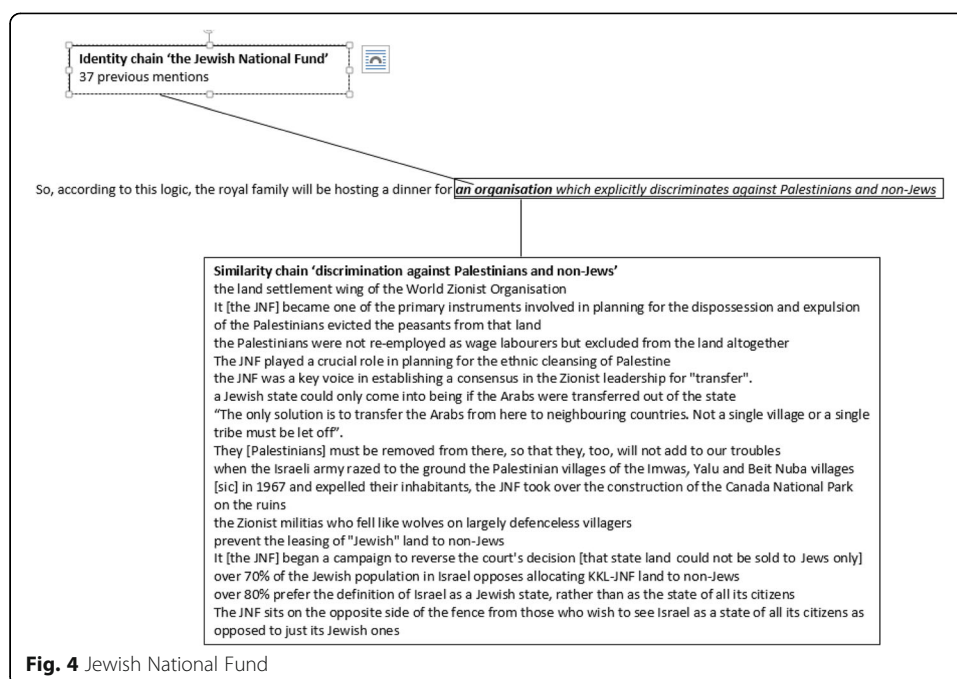 Identity chain ‘the Jewish National Fund’
37 previous mentions
So, according to this logic, the royal family will be hosting a dinner for an organisation which explicitly discriminates against Palestinians and non-Jews
Similarity chain ‘discrimination against Palestinians and non-Jews’
the land settlement wing of the World Zionist Organisation
It [the JNF] became one of the primary instruments involved in planning for the dispossession and expulsion
of the Palestinians evicted the peasants from that land
the Palestinians were not re-employed as wage labourers but excluded from the land altogether
The JNF played a crucial role in planning for the ethnic cleansing of Palestine
the JNF was a key voice in establishing a consensus in the Zionist leadership for "transfer".
a Jewish state could only come into being if the Arabs were transferred out of the state
“The only solution is to transfer the Arabs from here to neighbouring countries. Not a single village or a single
tribe must be let off”.
They [Palestinians] must be removed from there, so that they, too, will not add to our troubles
when the Israeli army razed to the ground the Palestinian villages of the Imwas, Yalu and Beit Nuba villages
[sic] in 1967 and expelled their inhabitants, the JNF took over the construction of the Canada National Park
on the ruins
the Zionist militias who fell like wolves on largely defenceless villagers
prevent the leasing of "Jewish" land to non-Jews
It [the JNF] began a campaign to reverse the court's decision [that state land could not be sold to Jews only]
over 70% of the Jewish population in Israel opposes allocating KKL-JNF land to non-Jews
over 80% prefer the definition of Israel as a Jewish state, rather than as the state of all its citizens
The JNF sits on the opposite side of the fence from those who wish to see Israel as a state of all its citizens as
opposed to just its Jewish ones
Fig. 4 Jewish National Fund